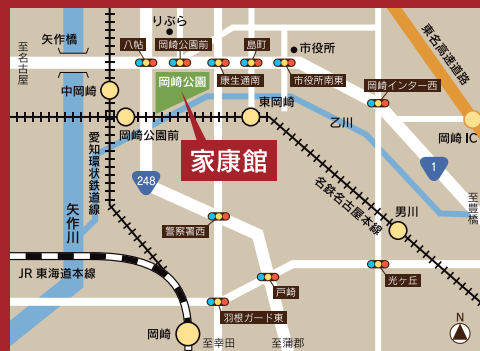 りぶら
矢作橋
至名古屋
八帖
岡崎公園前
島町
市役所
康生通南
市役所南東
東名高速道路
岡崎インター西
中岡崎
岡崎公園
岡崎公園前
東岡崎
乙川
岡崎IC
家康館
愛知環状鉄道線
248
1
至豊橋
名鉄名古屋本線
矢作川
男川
警察署西
JR東海道本線
戸崎
光ヶ丘
羽根ガード東
岡崎
至幸田
至蒲郡
N